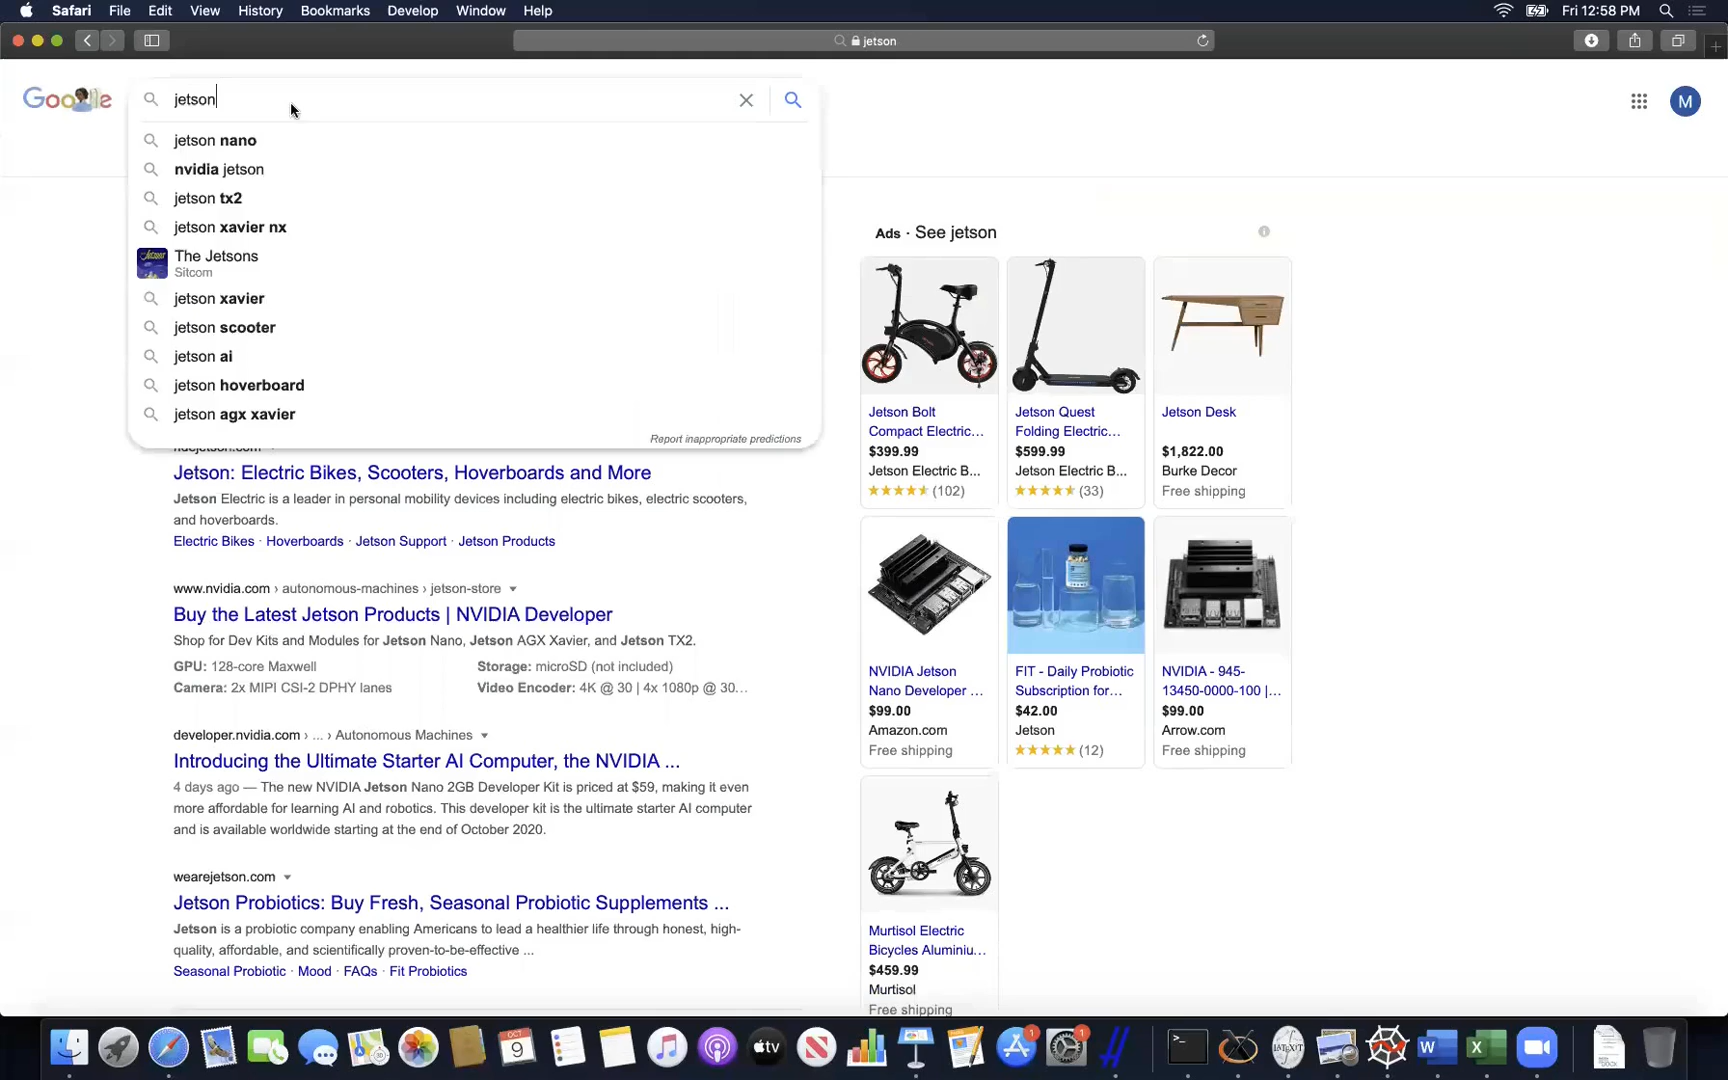 Safari File Edit View History Bookmarks Develop Window Help
Fri 12:58 PM
jetson
Google
jetson
M
jetson nano
nvidia jetson
jetson tx2
jetson xavier nx
The Jetsons
Sitcom
jetson xavier
jetson scooter
jetson ai
jetson hoverboard
jetson agx xavier
Report inappropriate predictions
Jetson: Electric Bikes, Scooters, Hoverboards and More
Jetson Electric is a leader in personal mobility devices including electric bikes, electric scooters,
and hoverboards.
Electric Bikes · Hoverboards · Jetson Support · Jetson Products
www.nvidia.com › autonomous-machines › jetson-store
Buy the Latest Jetson Products | NVIDIA Developer
Shop for Dev Kits and Modules for Jetson Nano, Jetson AGX Xavier, and Jetson TX2.
GPU: 128-core Maxwell
Storage: microSD (not included)
Camera: 2x MIPI CSI-2 DPHY lanes
Video Encoder: 4K @ 30 | 4x 1080p @ 30...
developer.nvidia.com › ... › Autonomous Machines
Introducing the Ultimate Starter AI Computer, the NVIDIA ...
4 days ago — The new NVIDIA Jetson Nano 2GB Developer Kit is priced at $59, making it even
more affordable for learning AI and robotics. This developer kit is the ultimate starter AI computer
and is available worldwide starting at the end of October 2020.
wearejetson.com
Jetson Probiotics: Buy Fresh, Seasonal Probiotic Supplements ...
Jetson is a probiotic company enabling Americans to lead a healthier life through honest, high-
quality, affordable, and scientifically proven-to-be-effective ...
Seasonal Probiotic · Mood · FAQs · Fit Probiotics
Ads · See jetson
Jetson Bolt
Compact Electric...
$399.99
Jetson Electric B...
(102)
Jetson Quest
Folding Electric...
$599.99
Jetson Electric B...
(33)
Jetson Desk
$1,822.00
Burke Decor
Free shipping
NVIDIA Jetson
Nano Developer ...
$99.00
Amazon.com
Free shipping
FIT - Daily Probiotic
Subscription for...
$42.00
Jetson
(12)
NVIDIA - 945-
13450-0000-100 |...
$99.00
Arrow.com
Free shipping
Murtisol Electric
Bicycles Aluminiu...
$459.99
Murtisol
Free shipping
OCT
9
tv
1
1
W
X